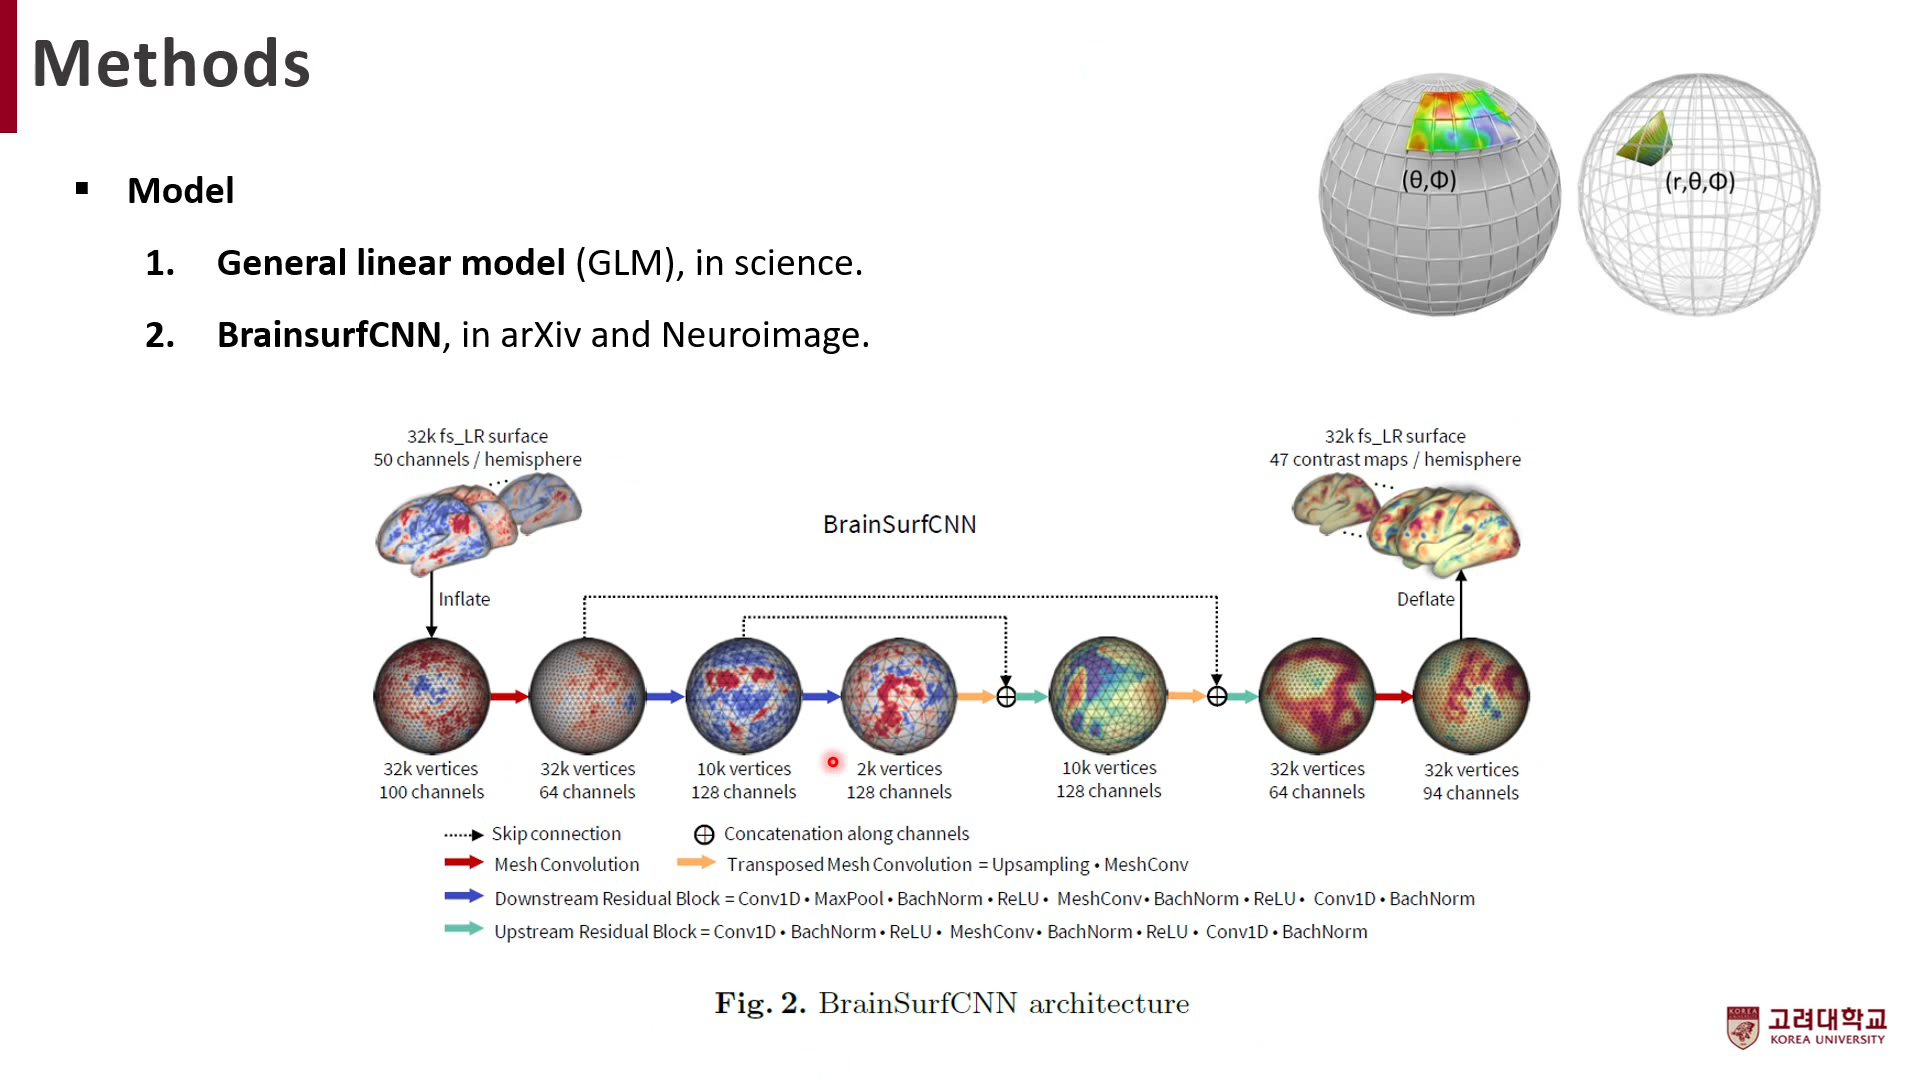 Methods
(θ,Φ)
(r,θ,Φ)
▪ Model
1. General linear model (GLM), in science.
2. BrainsurfCNN, in arXiv and Neuroimage.
32k fs_LR surface
50 channels / hemisphere
32k fs_LR surface
47 contrast maps / hemisphere
BrainSurfCNN
Inflate
Deflate
32k vertices
100 channels
32k vertices
64 channels
10k vertices
128 channels
2k vertices
128 channels
10k vertices
128 channels
32k vertices
64 channels
32k vertices
94 channels
Skip connection
Concatenation along channels
Mesh Convolution
Transposed Mesh Convolution = Upsampling • MeshConv
Downstream Residual Block = Conv1D • MaxPool • BachNorm • ReLU • MeshConv • BachNorm • ReLU • Conv1D • BachNorm
Upstream Residual Block = Conv1D • BachNorm • ReLU • MeshConv • BachNorm • ReLU • Conv1D • BachNorm
Fig. 2. BrainSurfCNN architecture
고려대학교
KOREA UNIVERSITY